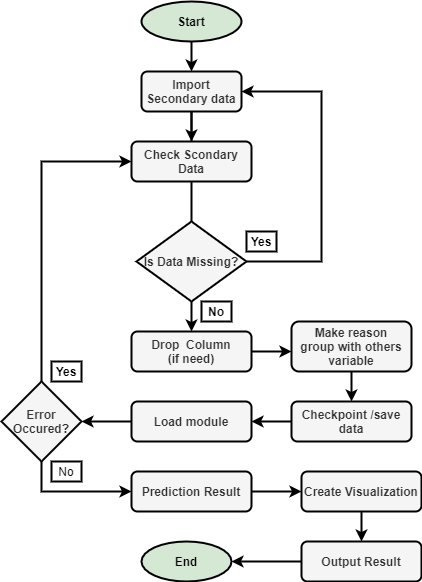 Start
Import
Secondary data
Check Scondary
Data
Is Data Missing?
Yes
No
Drop Column
(if need)
Make reason
group with others
variable
Checkpoint /save
data
Load module
Error
Occured?
Yes
No
Prediction Result
Create Visualization
Output Result
End